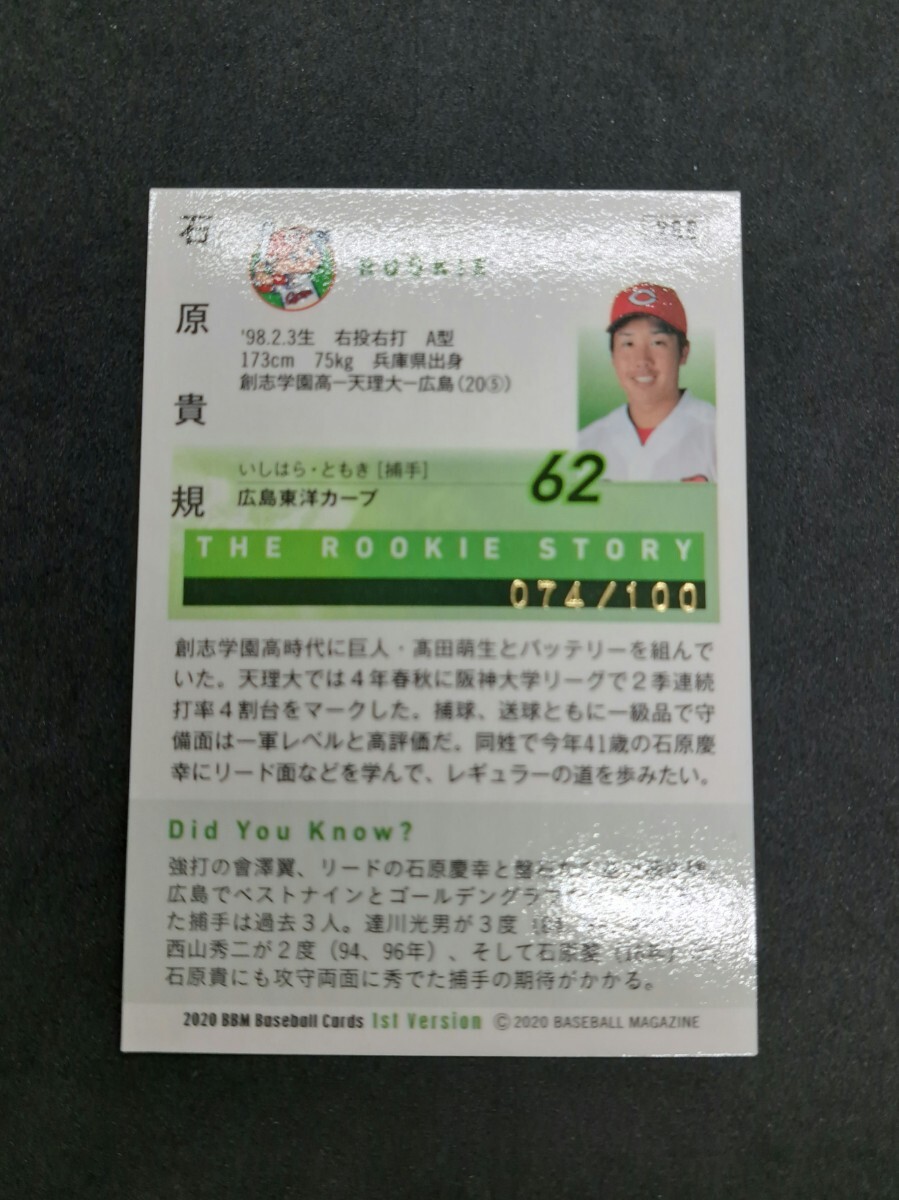 石原貴規
ROOKIE
'98.2.3生 右投右打 A型
173cm 75kg 兵庫県出身
創志学園高ー天理大ー広島(20⑤)
いしはら・ともき [捕手]
広島東洋カープ
62
THE ROOKIE STORY
074/100
創志学園高時代に巨人・髙田萌生とバッテリーを組んで
いた。天理大では4年春秋に阪神大学リーグで2季連続
打率4割台をマークした。捕球、送球ともに一級品で守
備面は一軍レベルと高評価だ。同姓で今年41歳の石原慶
幸にリード面などを学んで、レギュラーの道を歩みたい。
Did You Know?
強打の會澤翼、リードの石原慶幸と盤石
広島でベストナインとゴールデングラ
た捕手は過去3人。達川光男が3度
西山秀二が2度(94、96年)、そして石原慶
石原貴にも攻守両面に秀でた捕手の期待がかかる。
2020 BBM Baseball Cards 1st Version ©2020 BASEBALL MAGAZINE